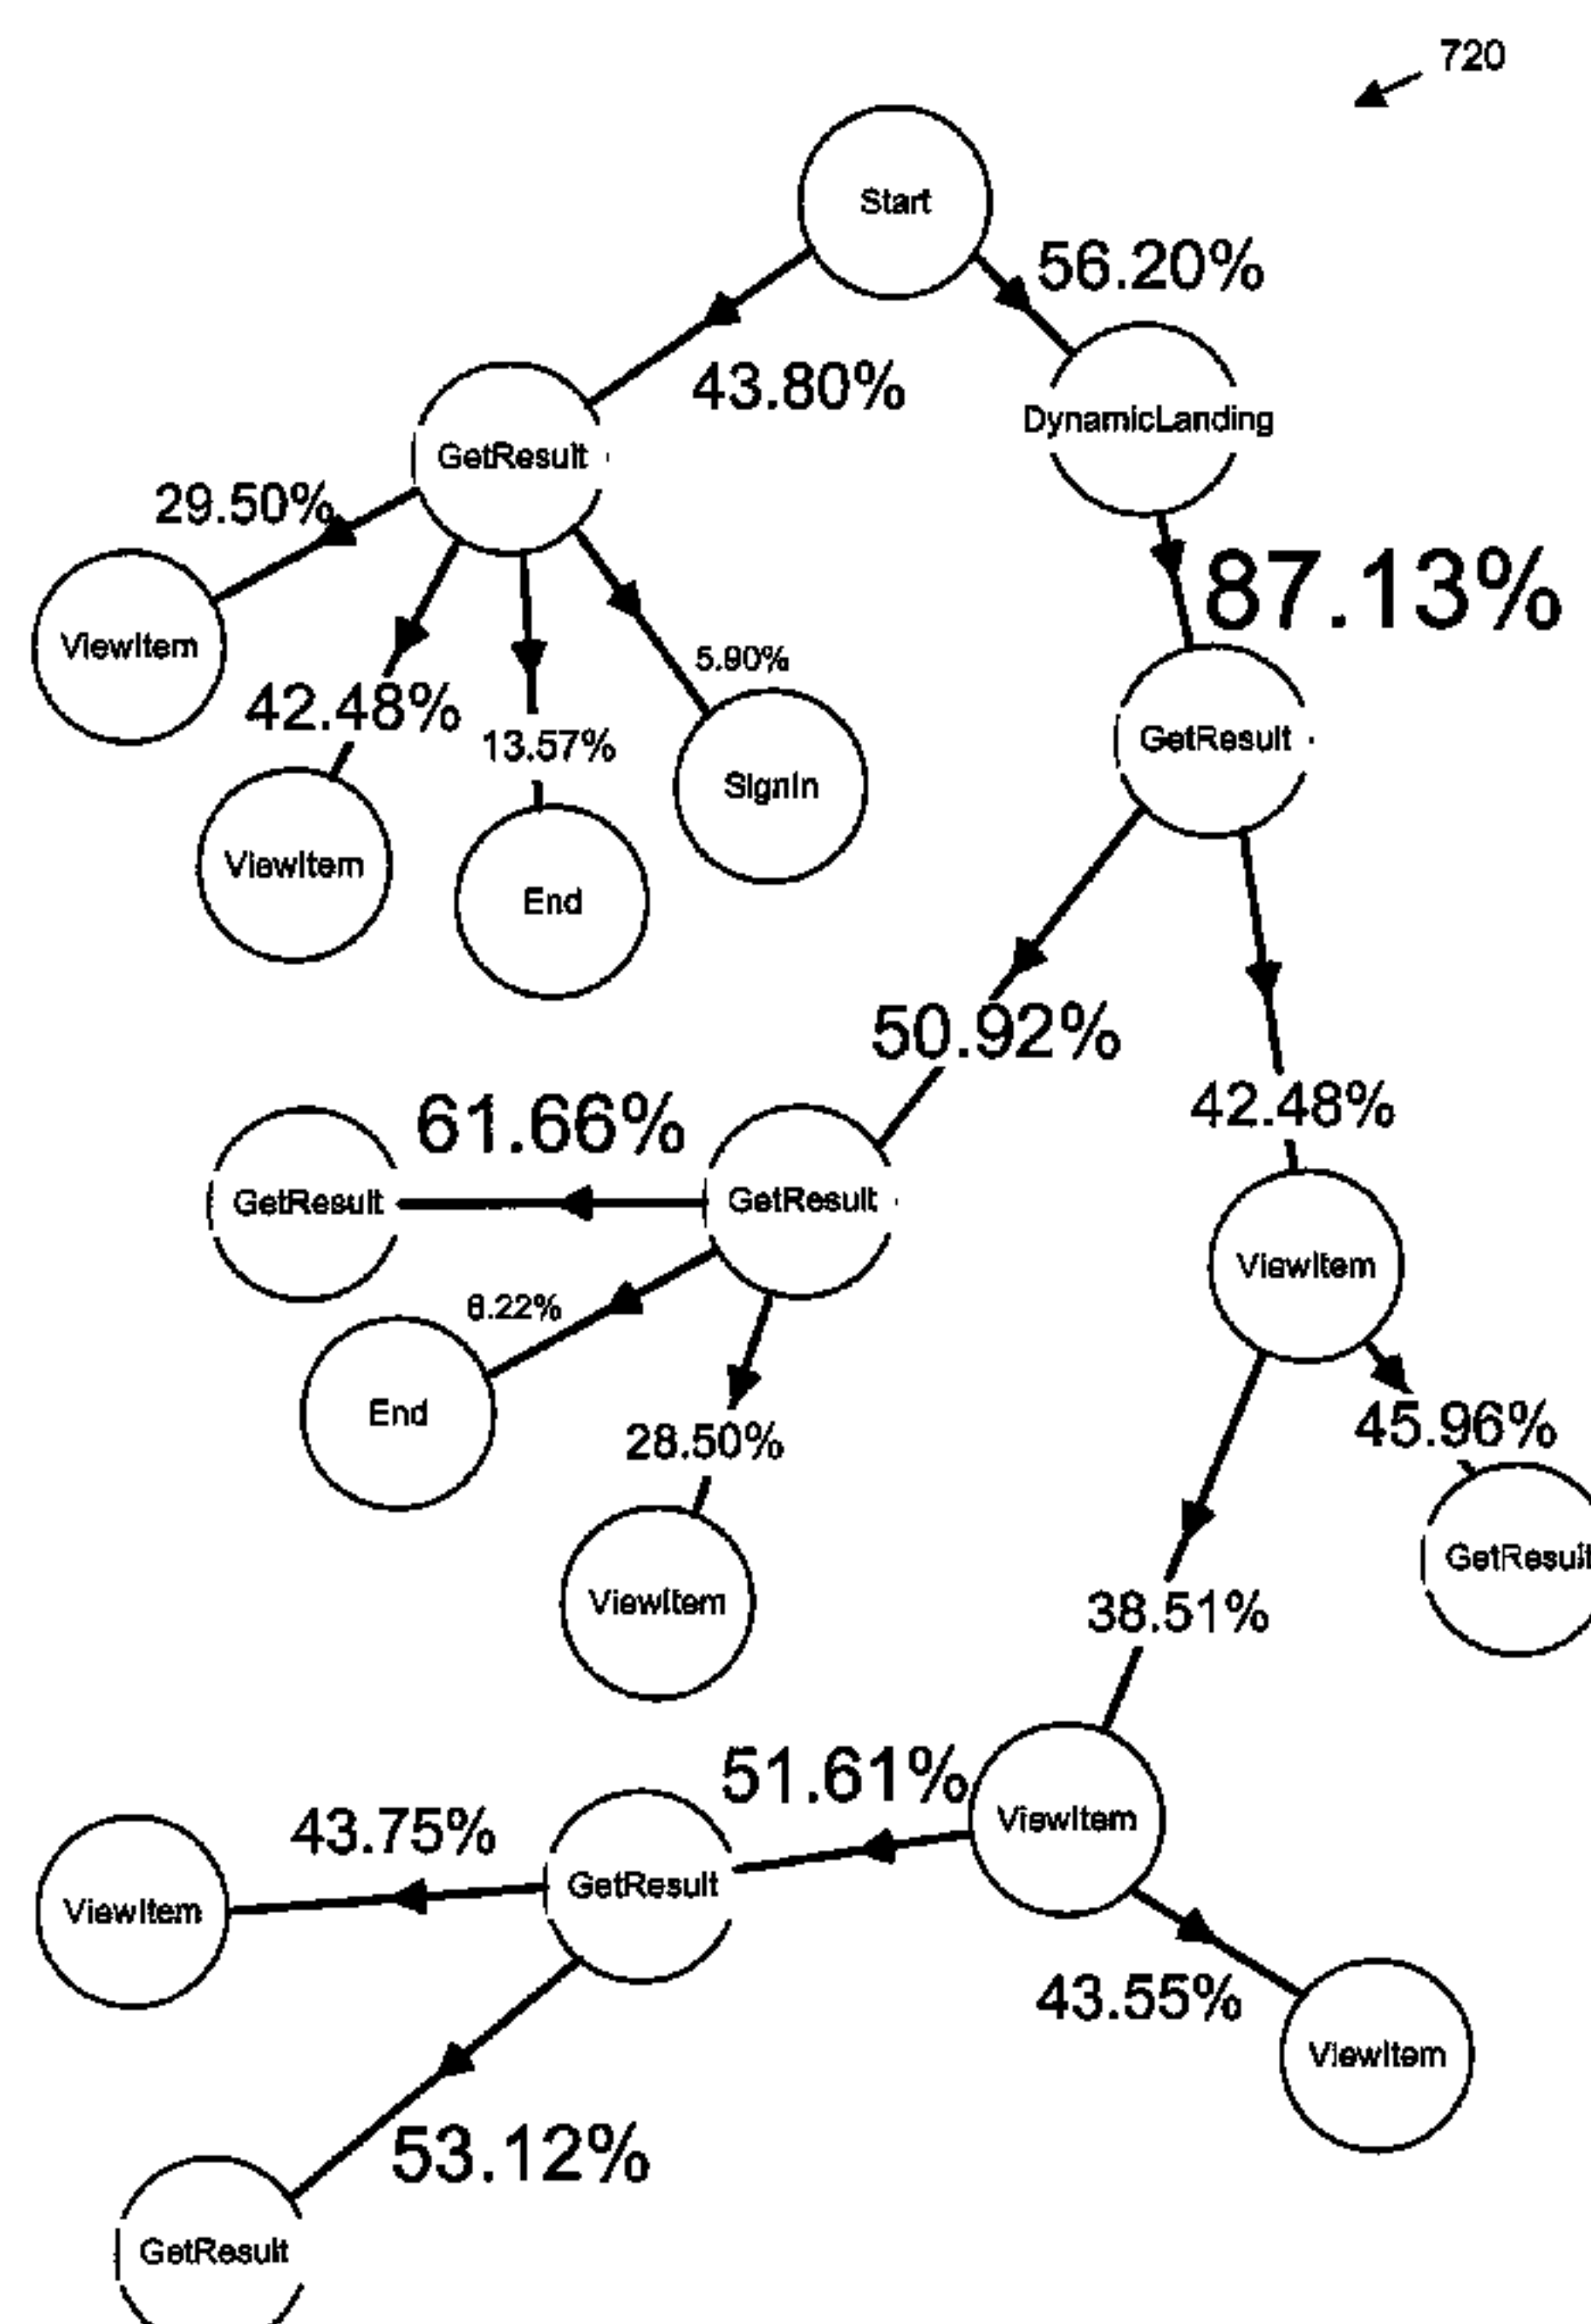 720
Start
56.20%
43.80%
DynamicLanding
GetResult
29.50%
87.13%
ViewItem
5.90%
42.48%
13.57%
GetResult
SignIn
ViewItem
End
50.92%
42.48%
61.66%
GetResult
GetResult
ViewItem
6.22%
End
45.96%
28.50%
GetResult
ViewItem
38.51%
51.61%
ViewItem
43.75%
GetResult
ViewItem
43.55%
ViewItem
53.12%
GetResult